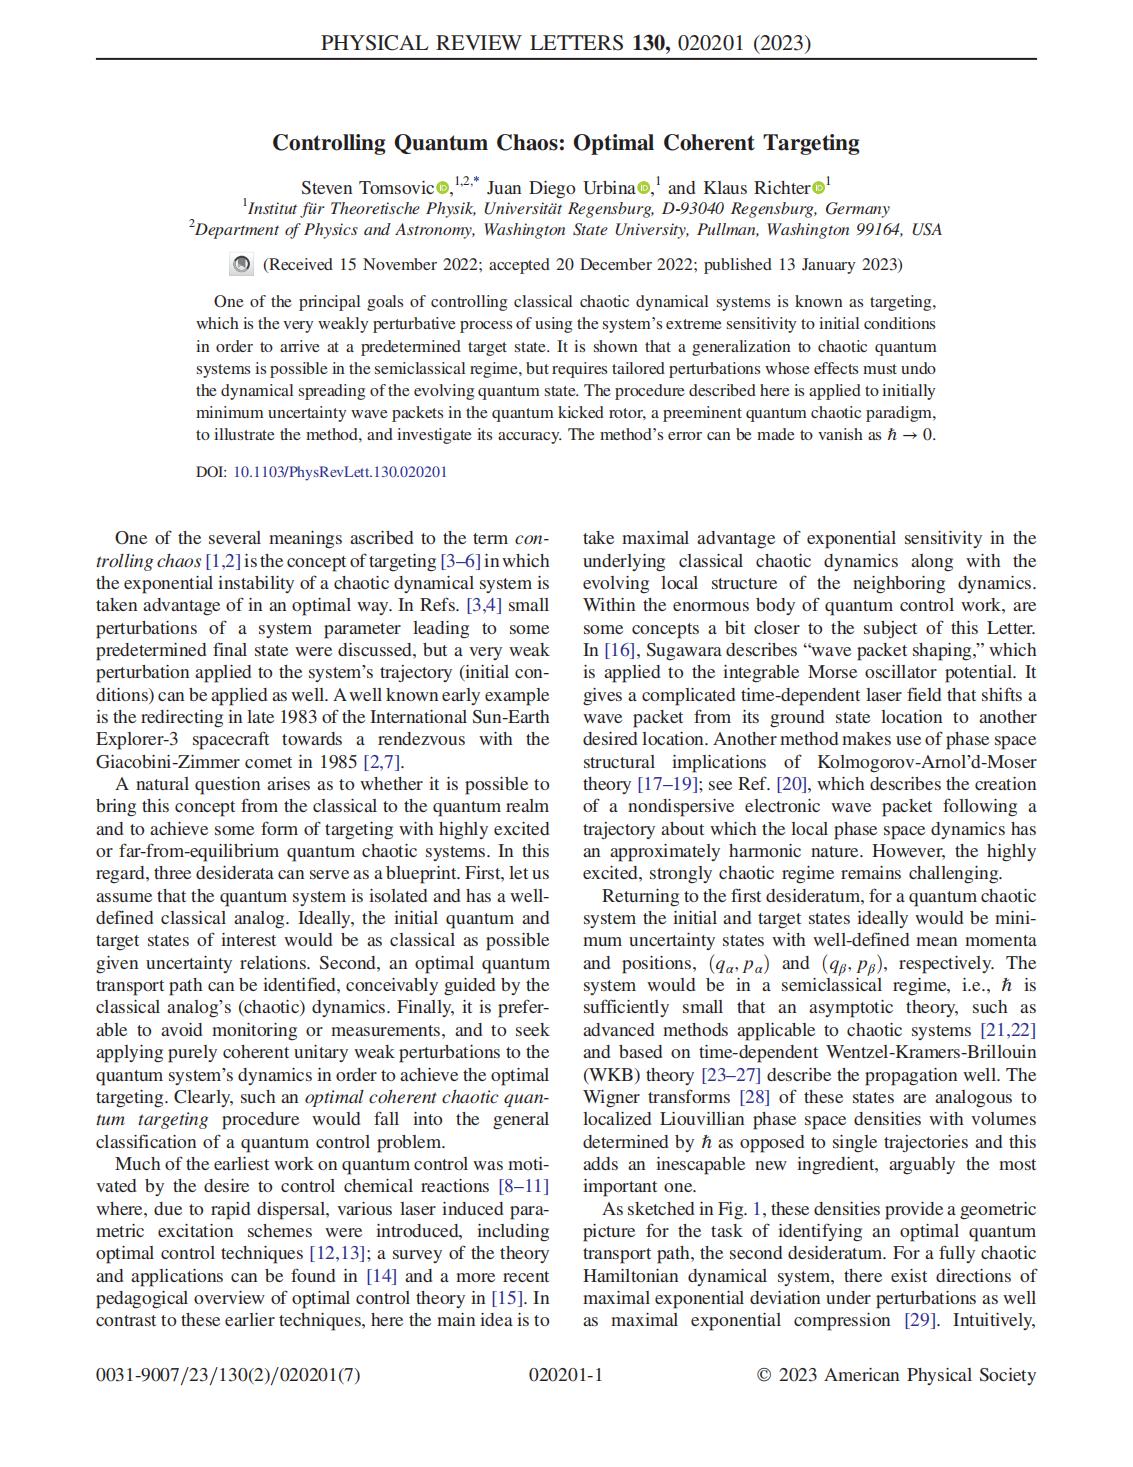 PHYSICAL REVIEW LETTERS 130, 020201 (2023)
Controlling Quantum Chaos: Optimal Coherent Targeting
Steven Tomsovic,1,2,* Juan Diego Urbina,1 and Klaus Richter1
1Institut für Theoretische Physik, Universität Regensburg, D-93040 Regensburg, Germany
2Department of Physics and Astronomy, Washington State University, Pullman, Washington 99164, USA
(Received 15 November 2022; accepted 20 December 2022; published 13 January 2023)
One of the principal goals of controlling classical chaotic dynamical systems is known as targeting,
which is the very weakly perturbative process of using the system's extreme sensitivity to initial conditions
in order to arrive at a predetermined target state. It is shown that a generalization to chaotic quantum
systems is possible in the semiclassical regime, but requires tailored perturbations whose effects must undo
the dynamical spreading of the evolving quantum state. The procedure described here is applied to initially
minimum uncertainty wave packets in the quantum kicked rotor, a preeminent quantum chaotic paradigm,
to illustrate the method, and investigate its accuracy. The method's error can be made to vanish as ℏ → 0.
DOI: 10.1103/PhysRevLett.130.020201
One of the several meanings ascribed to the term con-
trolling chaos [1,2] is the concept of targeting [3–6] in which
the exponential instability of a chaotic dynamical system is
taken advantage of in an optimal way. In Refs. [3,4] small
perturbations of a system parameter leading to some
predetermined final state were discussed, but a very weak
perturbation applied to the system's trajectory (initial con-
ditions) can be applied as well. A well known early example
is the redirecting in late 1983 of the International Sun-Earth
Explorer-3 spacecraft towards a rendezvous with the
Giacobini-Zimmer comet in 1985 [2,7].
A natural question arises as to whether it is possible to
bring this concept from the classical to the quantum realm
and to achieve some form of targeting with highly excited
or far-from-equilibrium quantum chaotic systems. In this
regard, three desiderata can serve as a blueprint. First, let us
assume that the quantum system is isolated and has a well-
defined classical analog. Ideally, the initial quantum and
target states of interest would be as classical as possible
given uncertainty relations. Second, an optimal quantum
transport path can be identified, conceivably guided by the
classical analog's (chaotic) dynamics. Finally, it is prefer-
able to avoid monitoring or measurements, and to seek
applying purely coherent unitary weak perturbations to the
quantum system's dynamics in order to achieve the optimal
targeting. Clearly, such an optimal coherent chaotic quan-
tum targeting procedure would fall into the general
classification of a quantum control problem.
Much of the earliest work on quantum control was moti-
vated by the desire to control chemical reactions [8–11]
where, due to rapid dispersal, various laser induced para-
metric excitation schemes were introduced, including
optimal control techniques [12,13]; a survey of the theory
and applications can be found in [14] and a more recent
pedagogical overview of optimal control theory in [15]. In
contrast to these earlier techniques, here the main idea is to
take maximal advantage of exponential sensitivity in the
underlying classical chaotic dynamics along with the
evolving local structure of the neighboring dynamics.
Within the enormous body of quantum control work, are
some concepts a bit closer to the subject of this Letter.
In [16], Sugawara describes “wave packet shaping,” which
is applied to the integrable Morse oscillator potential. It
gives a complicated time-dependent laser field that shifts a
wave packet from its ground state location to another
desired location. Another method makes use of phase space
structural implications of Kolmogorov-Arnol'd-Moser
theory [17–19]; see Ref. [20], which describes the creation
of a nondispersive electronic wave packet following a
trajectory about which the local phase space dynamics has
an approximately harmonic nature. However, the highly
excited, strongly chaotic regime remains challenging.
Returning to the first desideratum, for a quantum chaotic
system the initial and target states ideally would be mini-
mum uncertainty states with well-defined mean momenta
and positions, (qα, pα) and (qβ, pβ), respectively. The
system would be in a semiclassical regime, i.e., ℏ is
sufficiently small that an asymptotic theory, such as
advanced methods applicable to chaotic systems [21,22]
and based on time-dependent Wentzel-Kramers-Brillouin
(WKB) theory [23–27] describe the propagation well. The
Wigner transforms [28] of these states are analogous to
localized Liouvillian phase space densities with volumes
determined by ℏ as opposed to single trajectories and this
adds an inescapable new ingredient, arguably the most
important one.
As sketched in Fig. 1, these densities provide a geometric
picture for the task of identifying an optimal quantum
transport path, the second desideratum. For a fully chaotic
Hamiltonian dynamical system, there exist directions of
maximal exponential deviation under perturbations as well
as maximal exponential compression [29]. Intuitively,
0031-9007/23/130(2)/020201(7)
020201-1
© 2023 American Physical Society